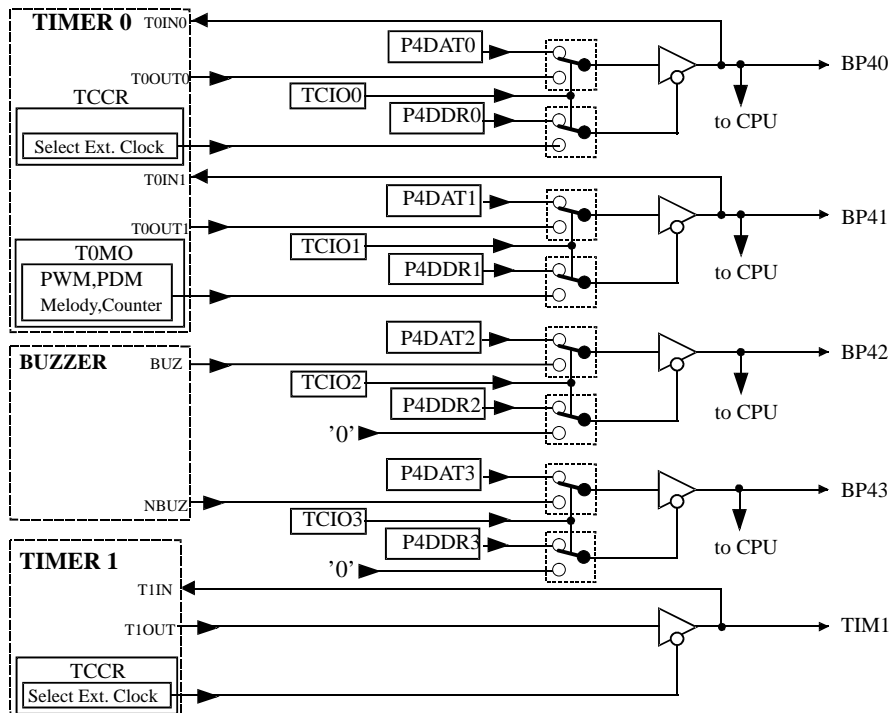 TIMER 0
T0IN0
P4DAT0
BP40
T0OUT0
TCCR
TCIO0
P4DDR0
to CPU
Select Ext. Clock
T0IN1
P4DAT1
BP41
T0OUT1
T0MO
TCIO1
P4DDR1
to CPU
PWM,PDM
Melody,Counter
P4DAT2
BUZZER
BUZ
BP42
TCIO2
P4DDR2
to CPU
'0'
P4DAT3
BP43
NBUZ
TCIO3
P4DDR3
to CPU
TIMER 1
'0'
T1IN
T1OUT
TIM1
TCCR
Select Ext. Clock